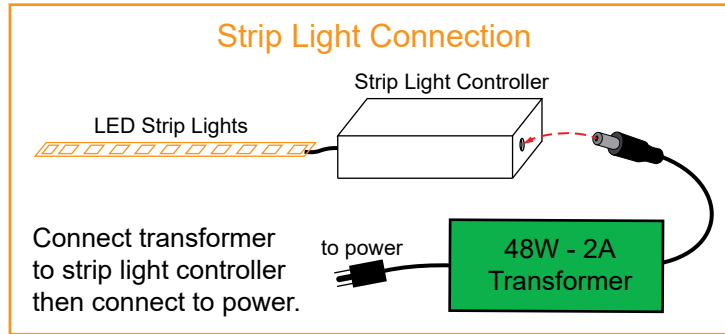 Strip Light Connection
Strip Light Controller
LED Strip Lights
Connect transformer
to strip light controller
then connect to power.
to power
48W - 2A
Transformer